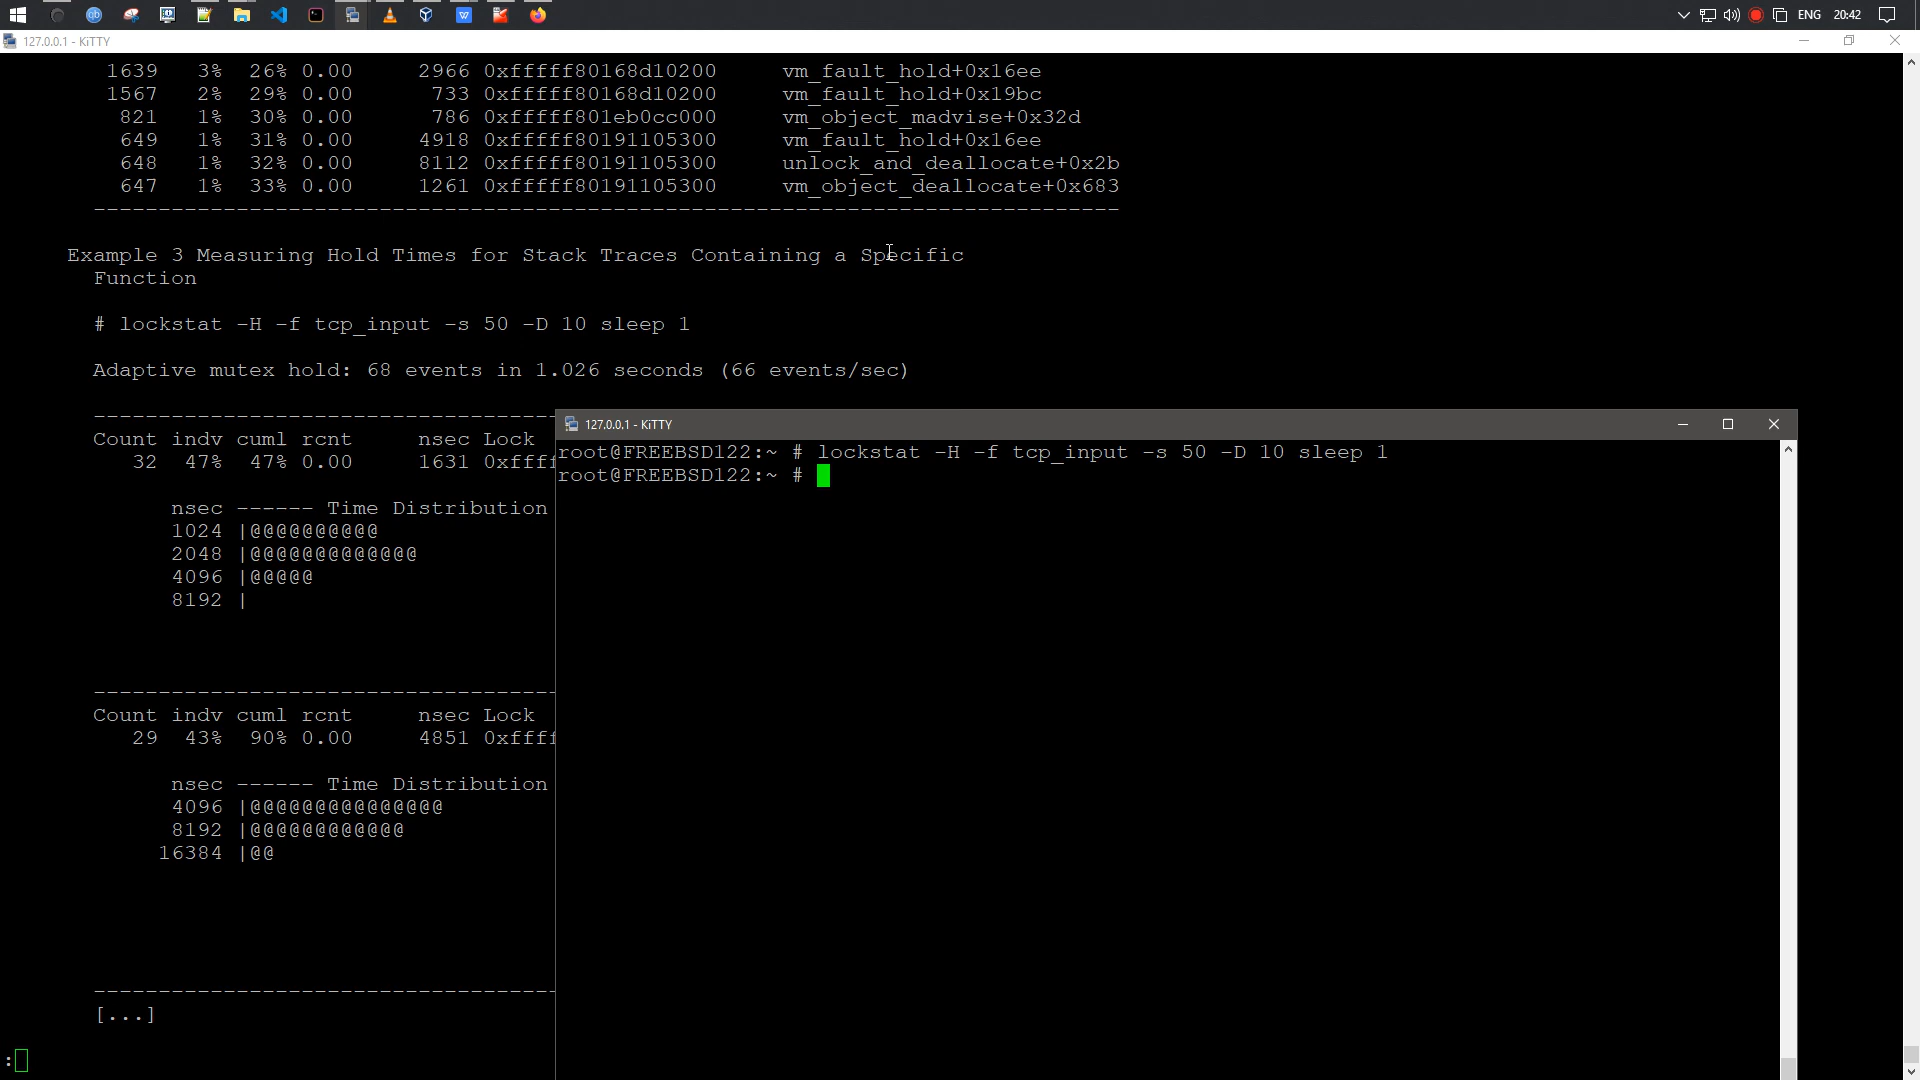 ENG 20:42
127.0.0.1 - KiTTY
1639 3% 26% 0.00 2966 0xfffff80168d10200 vm_fault_hold+0x16ee
1567 2% 29% 0.00 733 0xfffff80168d10200 vm_fault_hold+0x19bc
821 1% 30% 0.00 786 0xfffff801eb0cc000 vm_object_madvise+0x32d
649 1% 31% 0.00 4918 0xfffff80191105300 vm_fault_hold+0x16ee
648 1% 32% 0.00 8112 0xfffff80191105300 unlock_and_deallocate+0x2b
647 1% 33% 0.00 1261 0xfffff80191105300 vm_object_deallocate+0x683
-------------------------------------------------------------------------------
Example 3 Measuring Hold Times for Stack Traces Containing a Specific
Function
# lockstat -H -f tcp_input -s 50 -D 10 sleep 1
Adaptive mutex hold: 68 events in 1.026 seconds (66 events/sec)
------------------------------------
Count indv cuml rcnt nsec Lock
32 47% 47% 0.00 1631 0xffff
nsec ------ Time Distribution
1024 |@@@@@@@@@@
2048 |@@@@@@@@@@@@@
4096 |@@@@@
8192 |
------------------------------------
Count indv cuml rcnt nsec Lock
29 43% 90% 0.00 4851 0xffff
nsec ------ Time Distribution
4096 |@@@@@@@@@@@@@@@
8192 |@@@@@@@@@@@@
16384 |@@
------------------------------------
[...]
:
127.0.0.1 - KiTTY
root@FREEBSD122:~ # lockstat -H -f tcp_input -s 50 -D 10 sleep 1
root@FREEBSD122:~ #